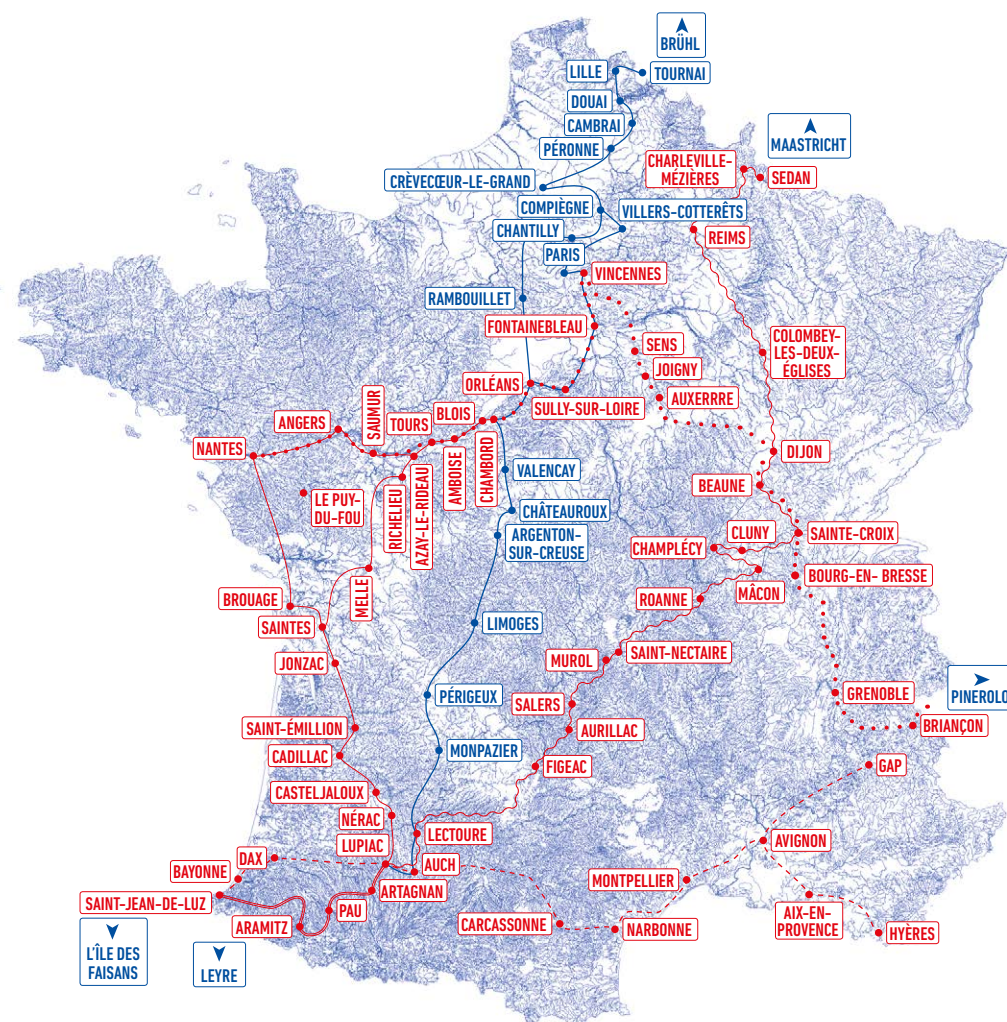 BRÜHL
LILLE
TOURNAI
DOUAI
CAMBRAI
MAASTRICHT
PÉRONNE
CHARLEVILLE-
MÉZIÈRES
SEDAN
CRÈVECŒUR-LE-GRAND
COMPIÈGNE
VILLERS-COTTERÊTS
CHANTILLY
REIMS
PARIS
VINCENNES
RAMBOUILLET
FONTAINEBLEAU
SENS
COLOMBEY-
LES-DEUX-
ÉGLISES
JOIGNY
ORLÉANS
AUXERRRE
SULLY-SUR-LOIRE
BLOIS
TOURS
SAUMUR
ANGERS
NANTES
DIJON
CHAMBORD
AMBOISE
AZAY-LE-RIDEAU
RICHELIEU
VALENCAY
BEAUNE
LE PUY-
DU-FOU
CHÂTEAUROUX
ARGENTON-
SUR-CREUSE
CLUNY
SAINTE-CROIX
CHAMPLÉCY
BOURG-EN- BRESSE
MÂCON
MELLE
ROANNE
BROUAGE
SAINTES
LIMOGES
SAINT-NECTAIRE
MUROL
JONZAC
PÉRIGEUX
GRENOBLE
PINEROLO
SALERS
BRIANÇON
SAINT-ÉMILLION
AURILLAC
CADILLAC
MONPAZIER
FIGEAC
GAP
CASTELJALOUX
NÉRAC
LECTOURE
AVIGNON
LUPIAC
DAX
AUCH
BAYONNE
MONTPELLIER
ARTAGNAN
SAINT-JEAN-DE-LUZ
PAU
ARAMITZ
CARCASSONNE
NARBONNE
AIX-EN-
PROVENCE
HYÈRES
L'ÎLE DES
FAISANS
LEYRE